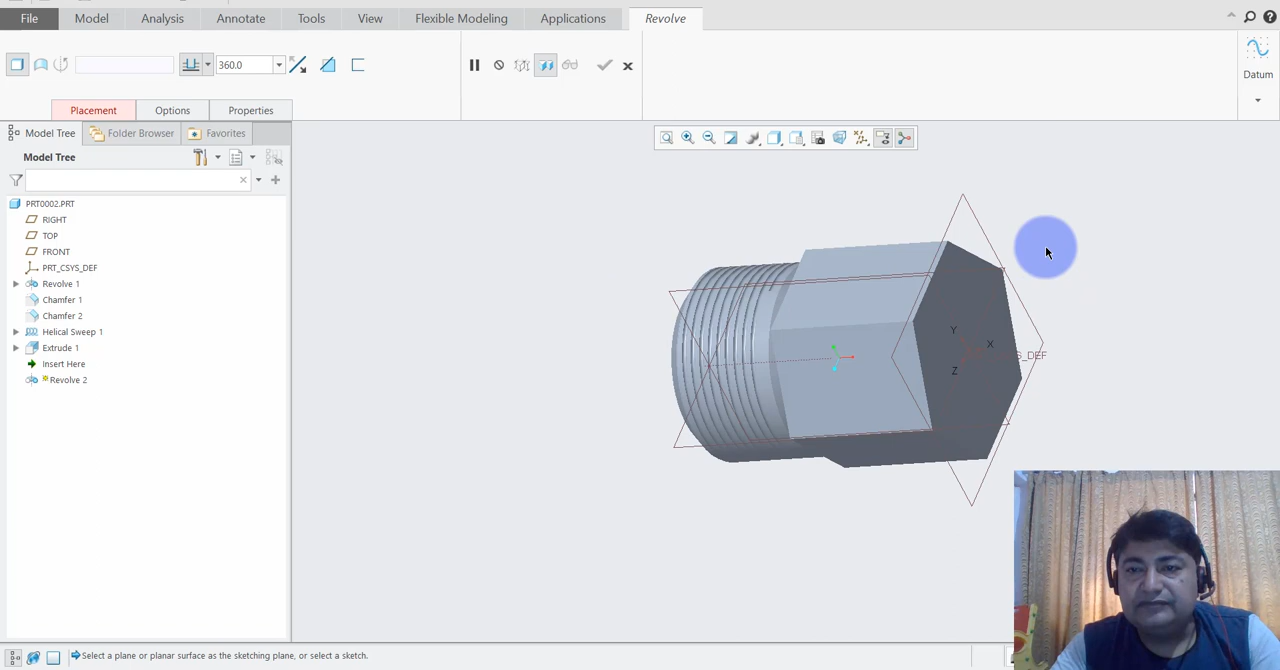 File Model Analysis Annotate Tools View Flexible Modeling Applications Revolve
360.0
Datum
Placement Options Properties
Model Tree Folder Browser Favorites
Model Tree
PRT0002.PRT
RIGHT
TOP
FRONT
PRT_CSYS_DEF
Revolve 1
Chamfer 1
Chamfer 2
Helical Sweep 1
Extrude 1
Insert Here
Revolve 2
Y
X
S_DEF
Z
Select a plane or planar surface as the sketching plane, or select a sketch.